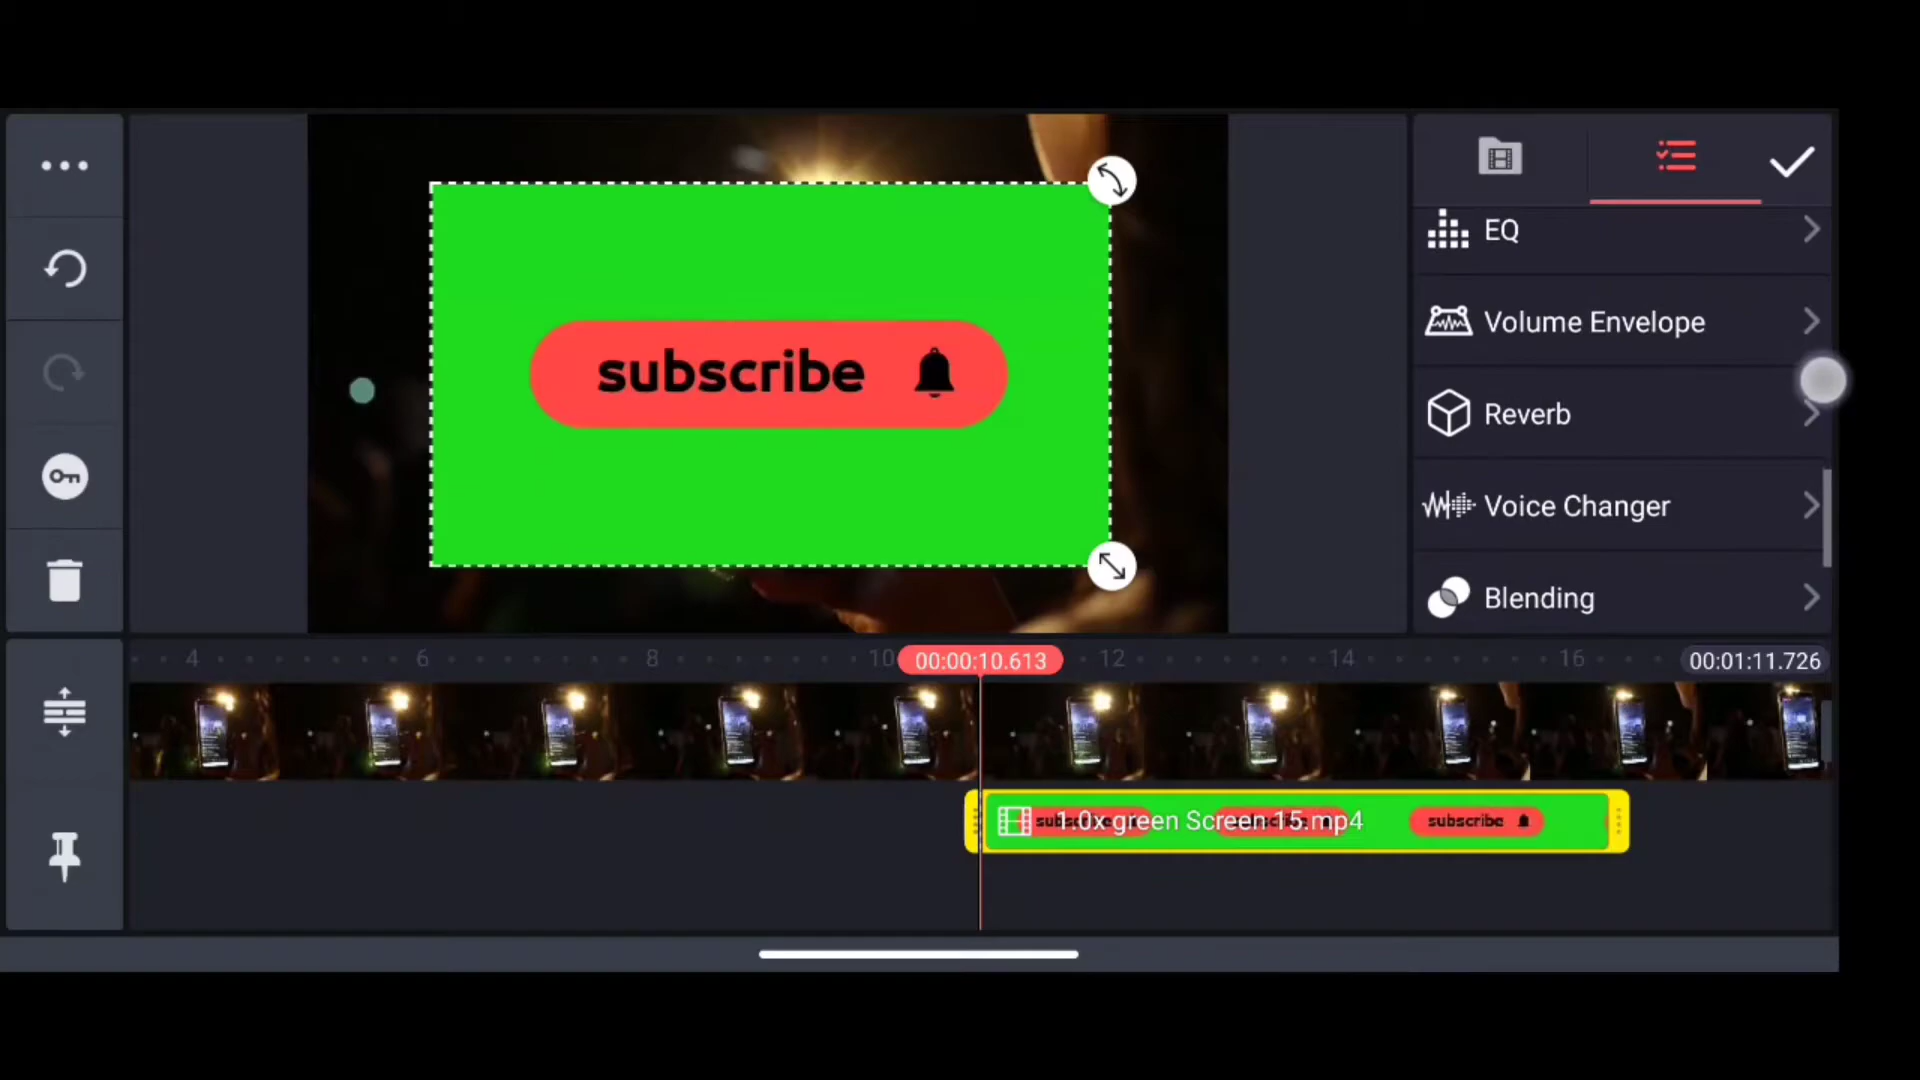 EQ
Volume Envelope
subscribe
Reverb
Voice Changer
Blending
4
6
8
10
00:00:10.613
12
14
16
00:01:11.726
1.0x green Screen 15.mp4
subscribe